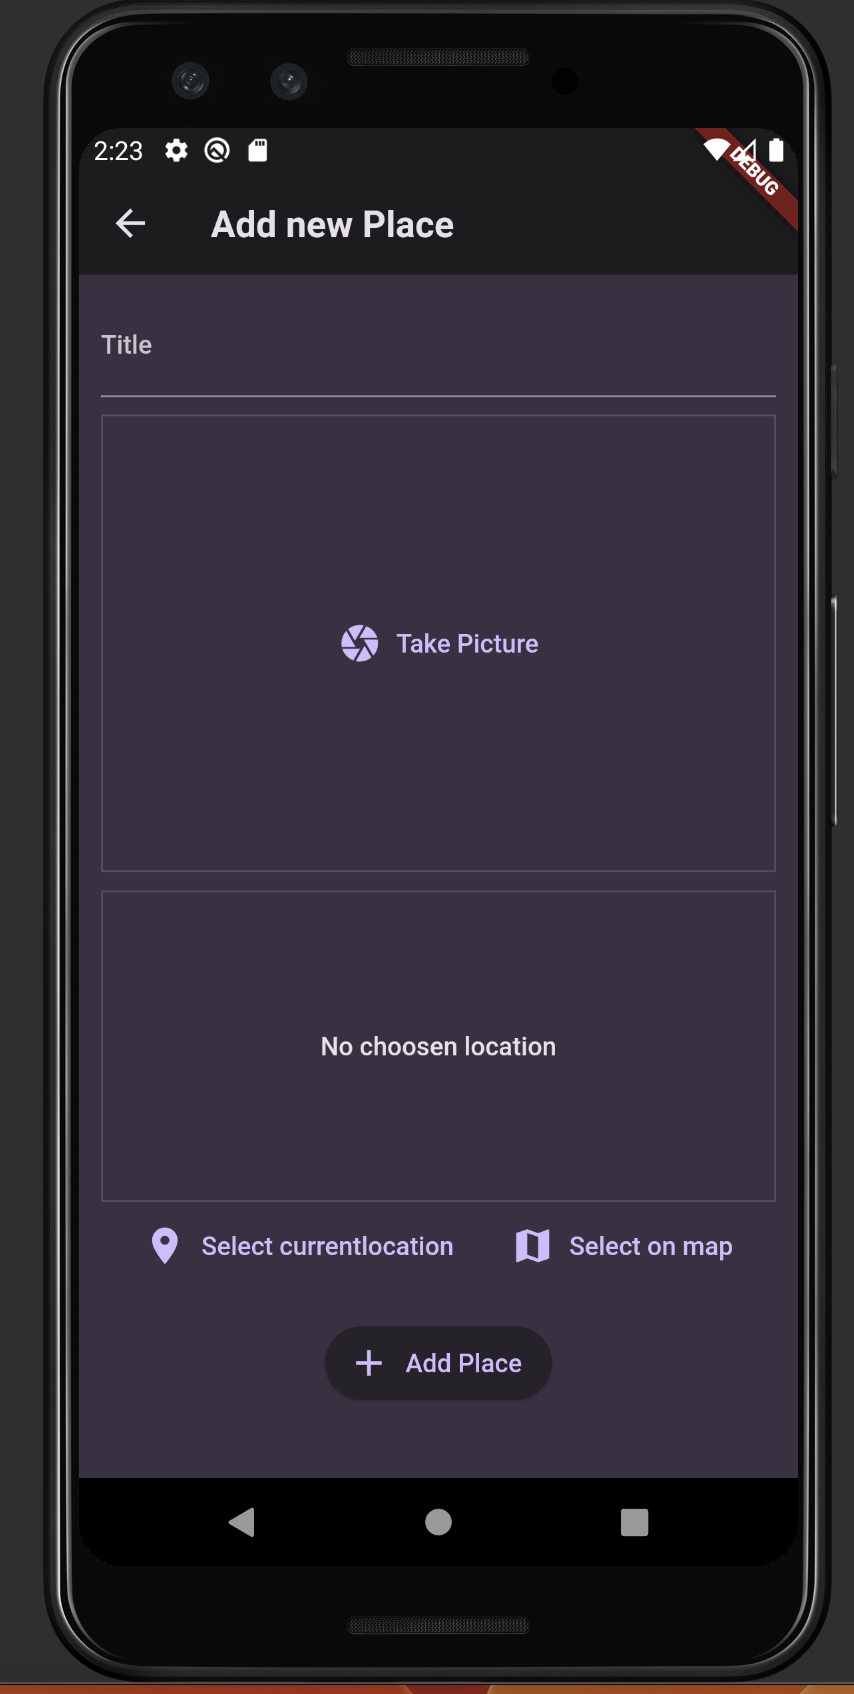 2:23
DEBUG
Add new Place
Title
Take Picture
No choosen location
Select currentlocation
Select on map
Add Place